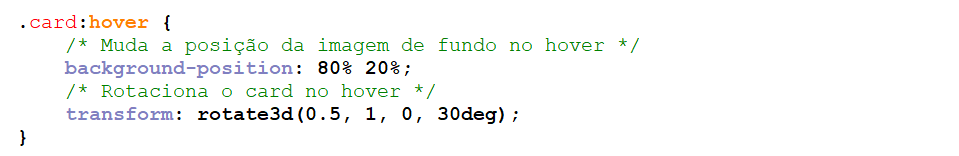 .card:hover {
    /* Muda a posição da imagem de fundo no hover */
    background-position: 80% 20%;
    /* Rotaciona o card no hover */
    transform: rotate3d(0.5, 1, 0, 30deg);
}